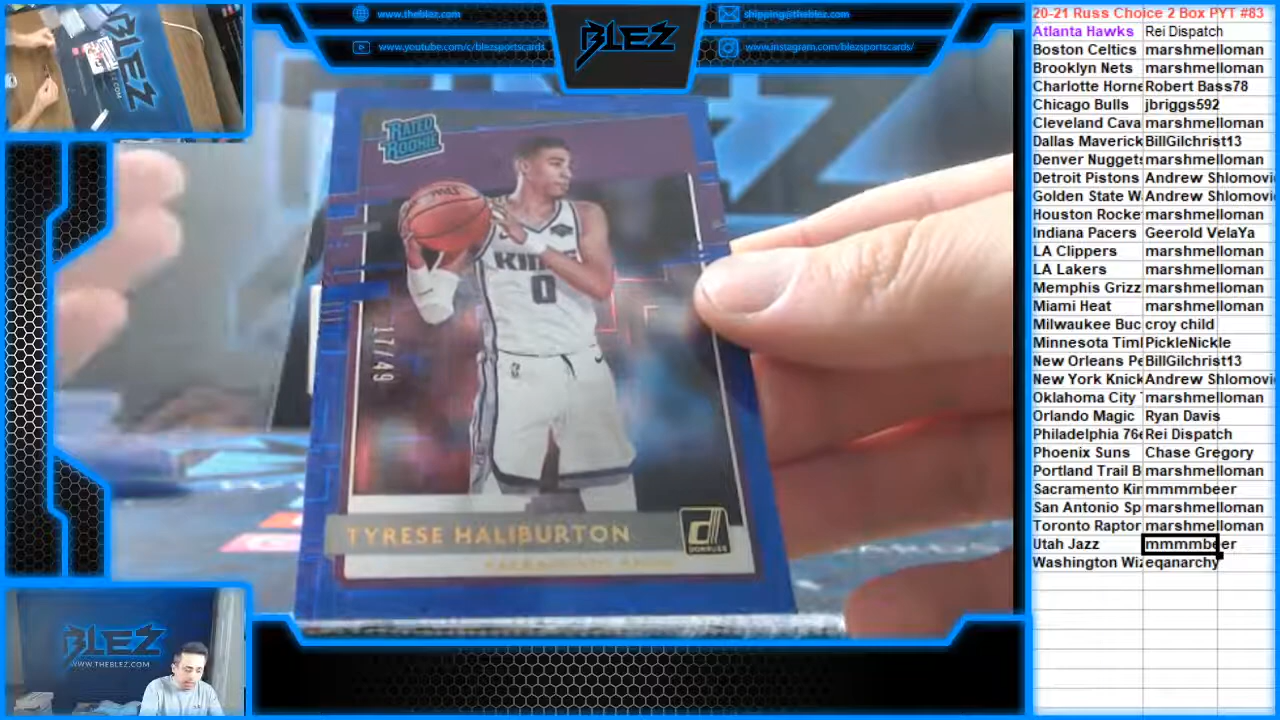 www.theblez.com
www.youtube.com/c/blezsportscards
BLEZ
shipping@theblez.com
www.instagram.com/blezsportscards/
BLEZ
.COM
RATED
ROOKIE
KINGS
0
17/49
TYRESE HALIBURTON
DONRUSS
BLEZ
WWW.THEBLEZ.COM
20-21 Russ Choice 2 Box PYT #83
Atlanta Hawks Rei Dispatch
Boston Celtics marshmelloman
Brooklyn Nets marshmelloman
Charlotte Horne Robert Bass78
Chicago Bulls jbriggs592
Cleveland Cava marshmelloman
Dallas Maverick BillGilchrist13
Denver Nuggets marshmelloman
Detroit Pistons Andrew Shlomovi
Golden State W Andrew Shlomovi
Houston Rocke marshmelloman
Indiana Pacers Geerold VelaYa
LA Clippers marshmelloman
LA Lakers marshmelloman
Memphis Grizz marshmelloman
Miami Heat marshmelloman
Milwaukee Buc croy child
Minnesota Timl PickleNickle
New Orleans Pe BillGilchrist13
New York Knick Andrew Shlomovi
Oklahoma City marshmelloman
Orlando Magic Ryan Davis
Philadelphia 76e Rei Dispatch
Phoenix Suns Chase Gregory
Portland Trail B marshmelloman
Sacramento Kin mmmmbeer
San Antonio Sp marshmelloman
Toronto Raptor marshmelloman
Utah Jazz mmmmbeer
Washington Wiz eqanarchy